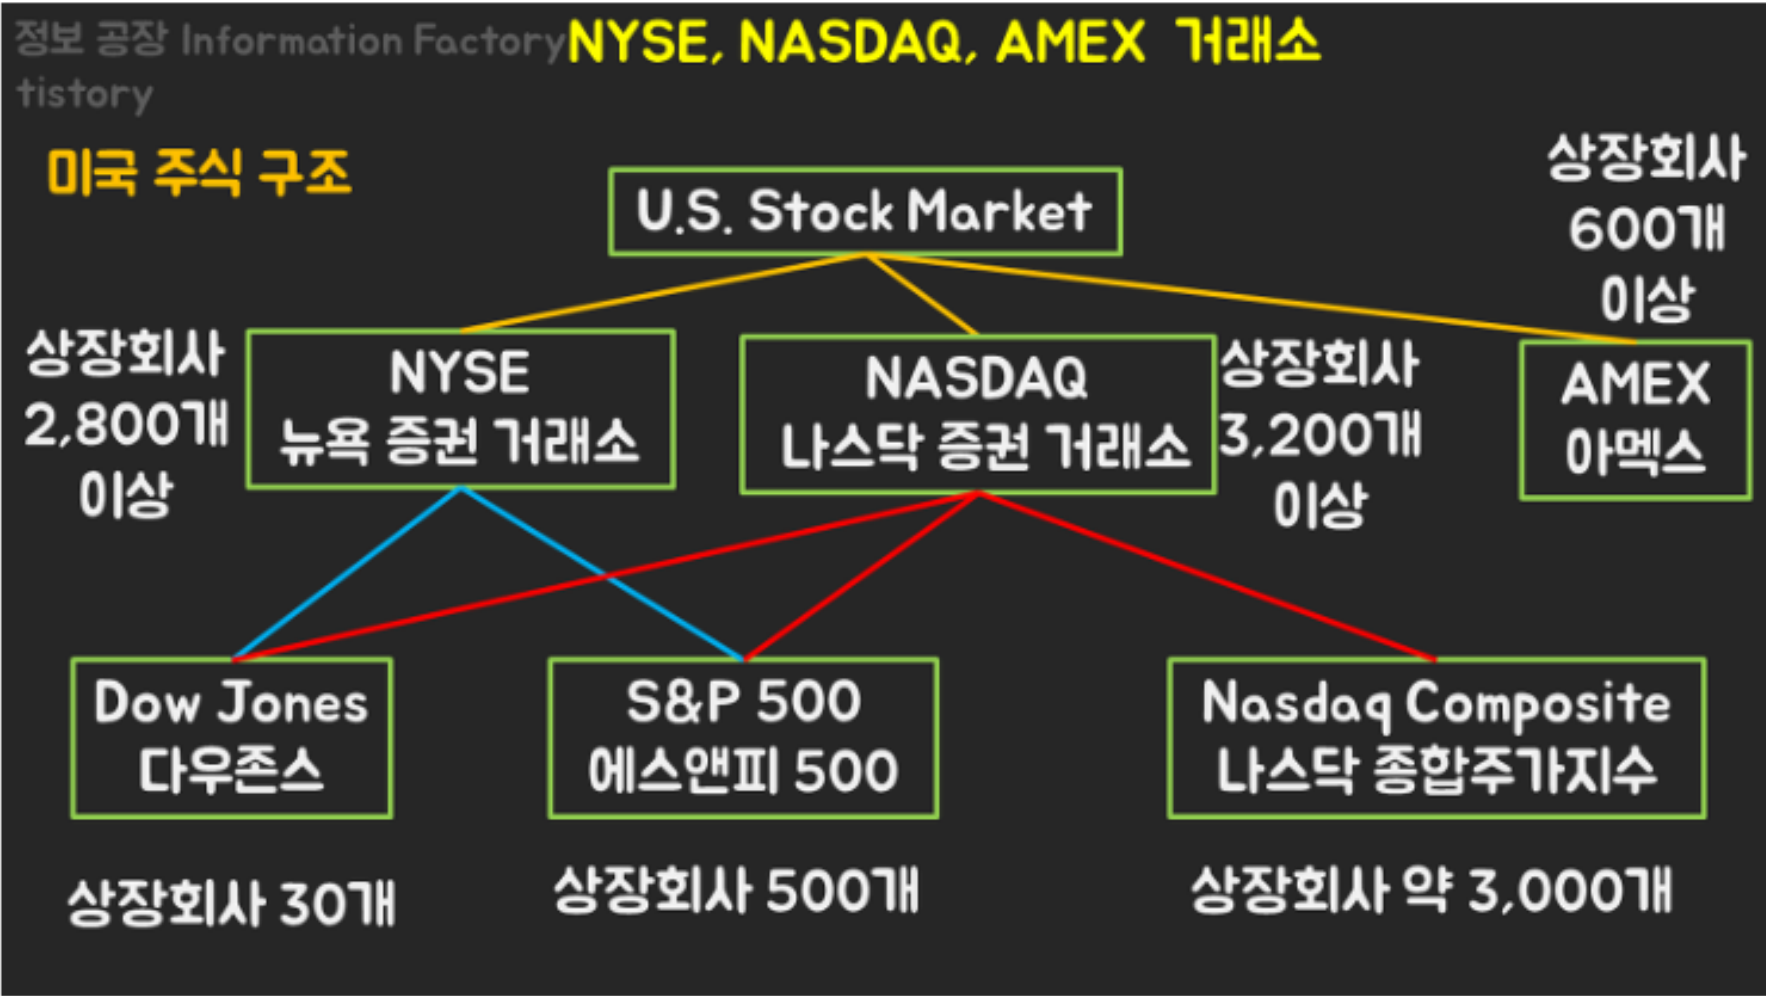 정보 공장 Information Factory
tistory
NYSE, NASDAQ, AMEX 거래소
미국 주식 구조
U.S. Stock Market
상장회사
600개
이상
상장회사
2,800개
이상
NYSE
뉴욕 증권 거래소
NASDAQ
나스닥 증권 거래소
상장회사
3,200개
이상
AMEX
아멕스
Dow Jones
다우존스
S&P 500
에스앤피 500
Nasdaq Composite
나스닥 종합주가지수
상장회사 30개
상장회사 500개
상장회사 약 3,000개